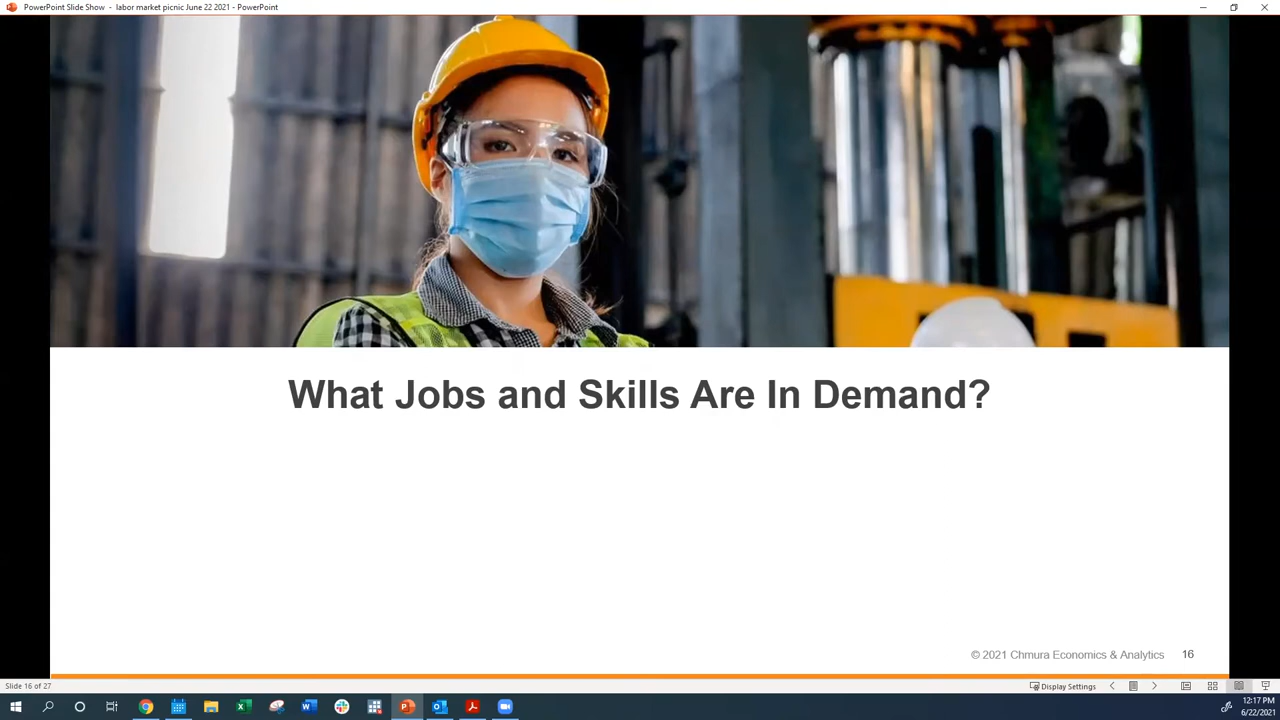 PowerPoint Slide Show - labor market picnic June 22 2021 - PowerPoint
What Jobs and Skills Are In Demand?
© 2021 Chmura Economics & Analytics 16
Slide 16 of 27
Display Settings
12:17 PM
6/22/2021